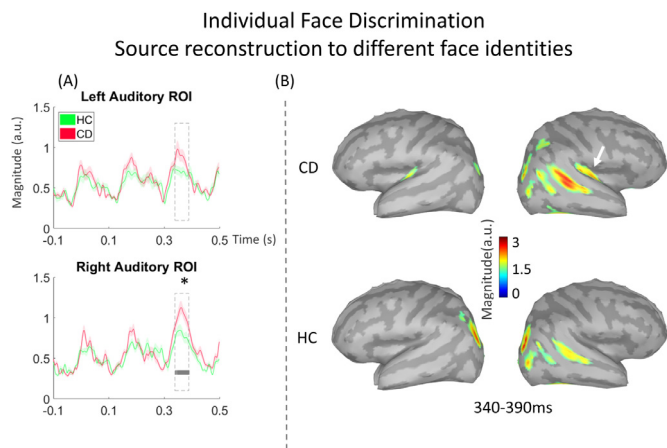 Individual Face Discrimination
Source reconstruction to different face identities
(A)
Left Auditory ROI
Magnitude (a.u.)
1.5
1
0.5
0
HC
CD
-0.1 0.1 0.3 0.5
Time (s)
Right Auditory ROI
*
1.5
1
0.5
0
-0.1 0.1 0.3 0.5
(B)
CD
Magnitude(a.u.)
3
1.5
0
HC
340-390ms